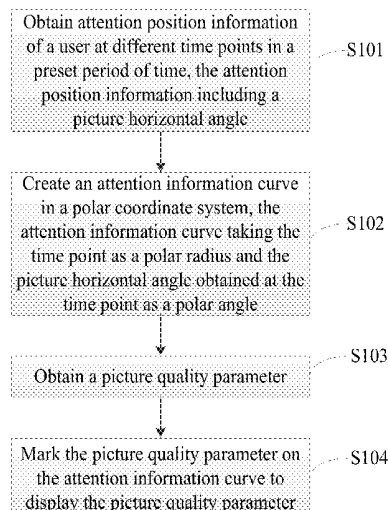 Obtain attention position information
of a user at different time points in a
preset period of time, the attention
position information including a
picture horizontal angle
S101
Create an attention information curve
in a polar coordinate system, the
attention information curve taking the
time point as a polar radius and the
picture horizontal angle obtained at the
time point as a polar angle
S102
Obtain a picture quality parameter
S103
Mark the picture quality parameter on
the attention information curve to
display the picture quality parameter
S104